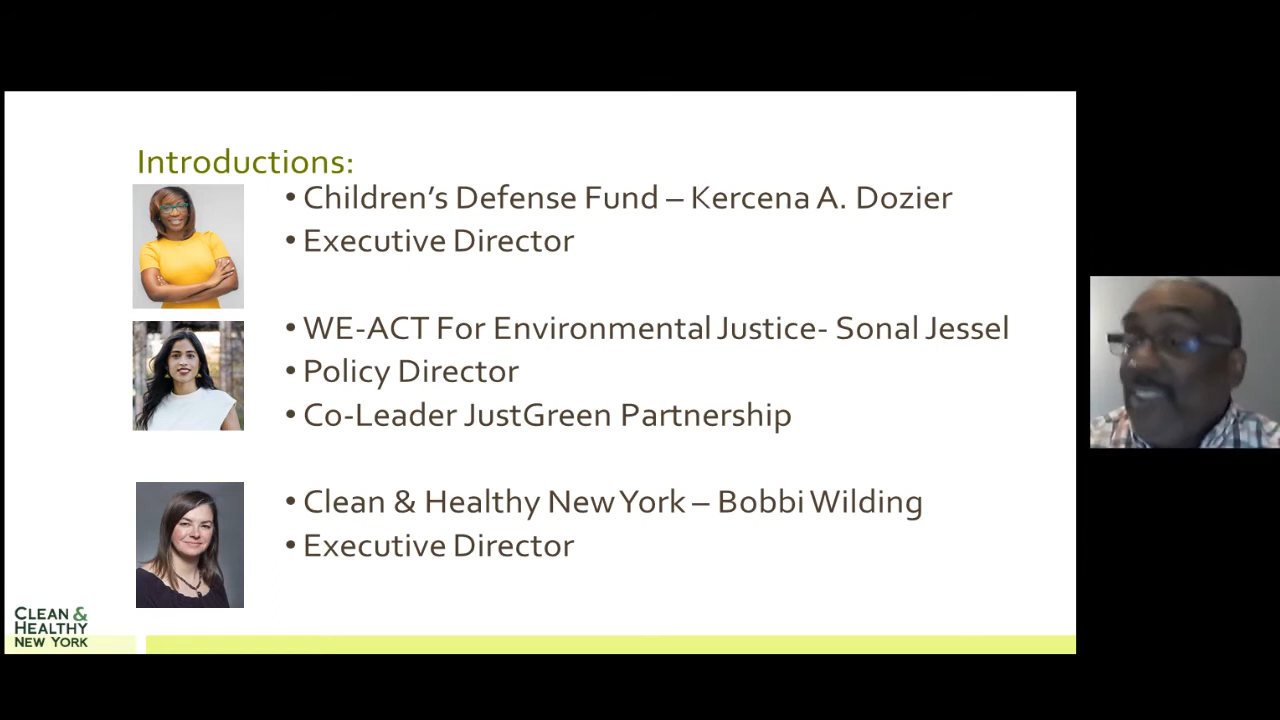 Introductions:
• Children’s Defense Fund – Kercena A. Dozier
• Executive Director
• WE-ACT For Environmental Justice- Sonal Jessel
• Policy Director
• Co-Leader JustGreen Partnership
• Clean & Healthy New York – Bobbi Wilding
• Executive Director
CLEAN &
HEALTHY
NEW YORK